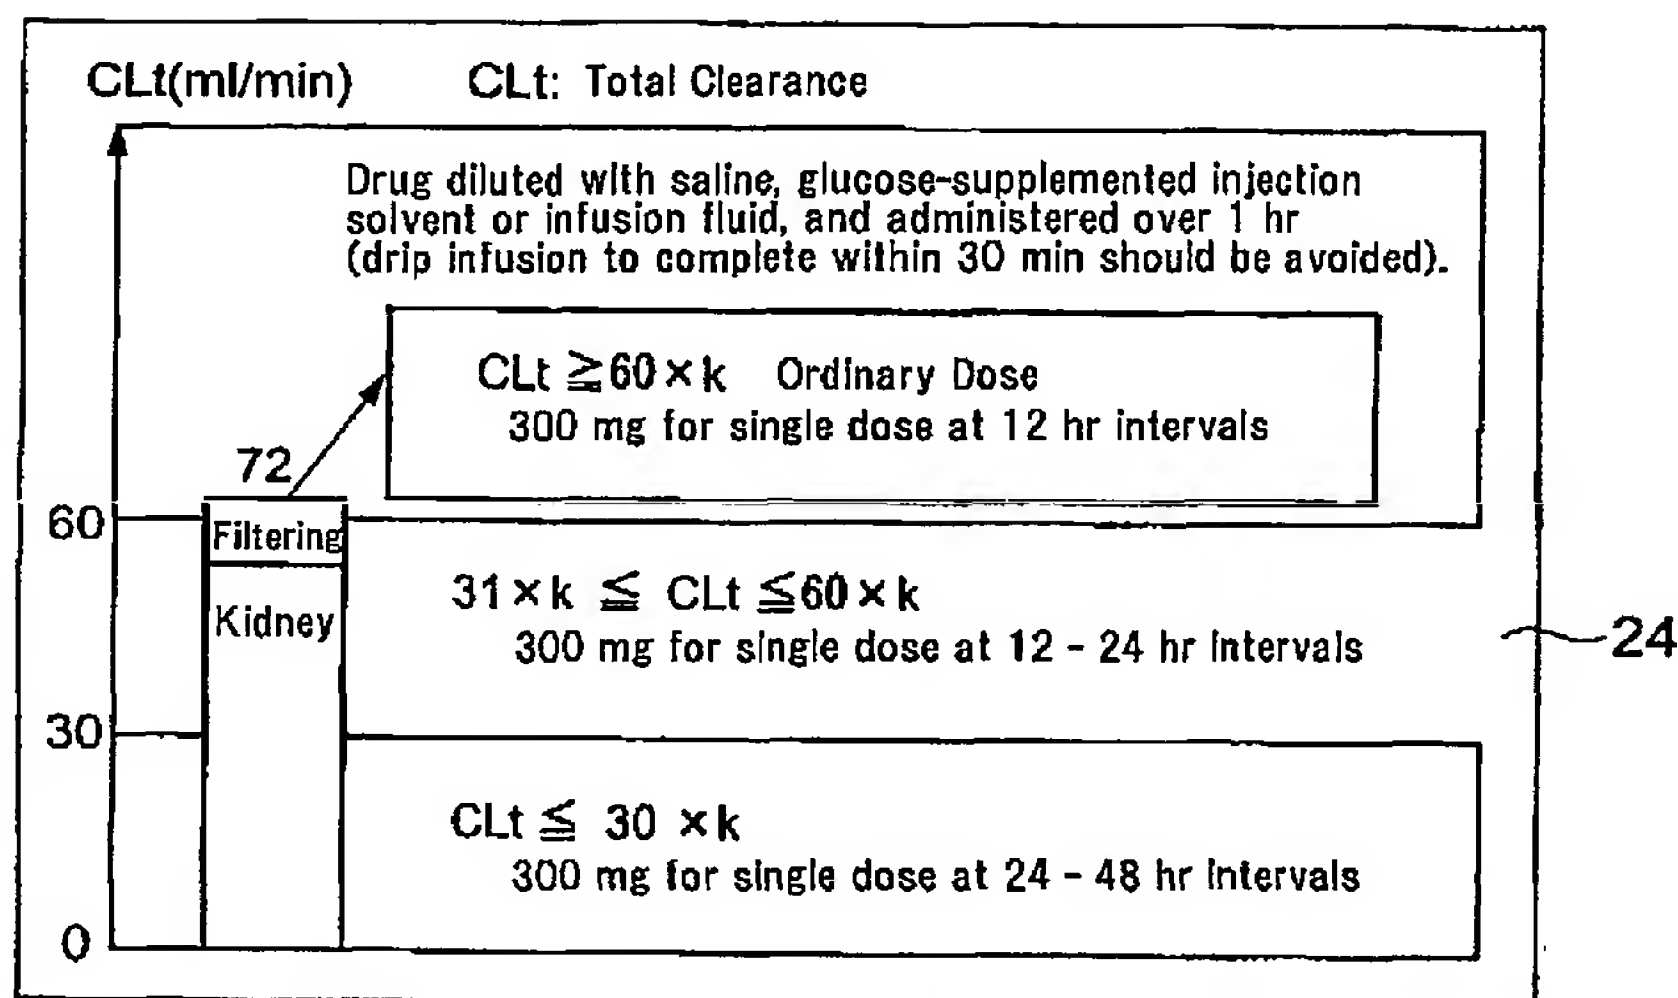 CLt(ml/min) CLt: Total Clearance
Drug diluted with saline, glucose-supplemented injection
solvent or infusion fluid, and administered over 1 hr
(drip infusion to complete within 30 min should be avoided).
CLt ≧60×k Ordinary Dose
300 mg for single dose at 12 hr intervals
72
60
Filtering
31×k ≦ CLt ≦60×k
Kidney
300 mg for single dose at 12 - 24 hr intervals
24
30
CLt ≦ 30 ×k
300 mg for single dose at 24 - 48 hr intervals
0